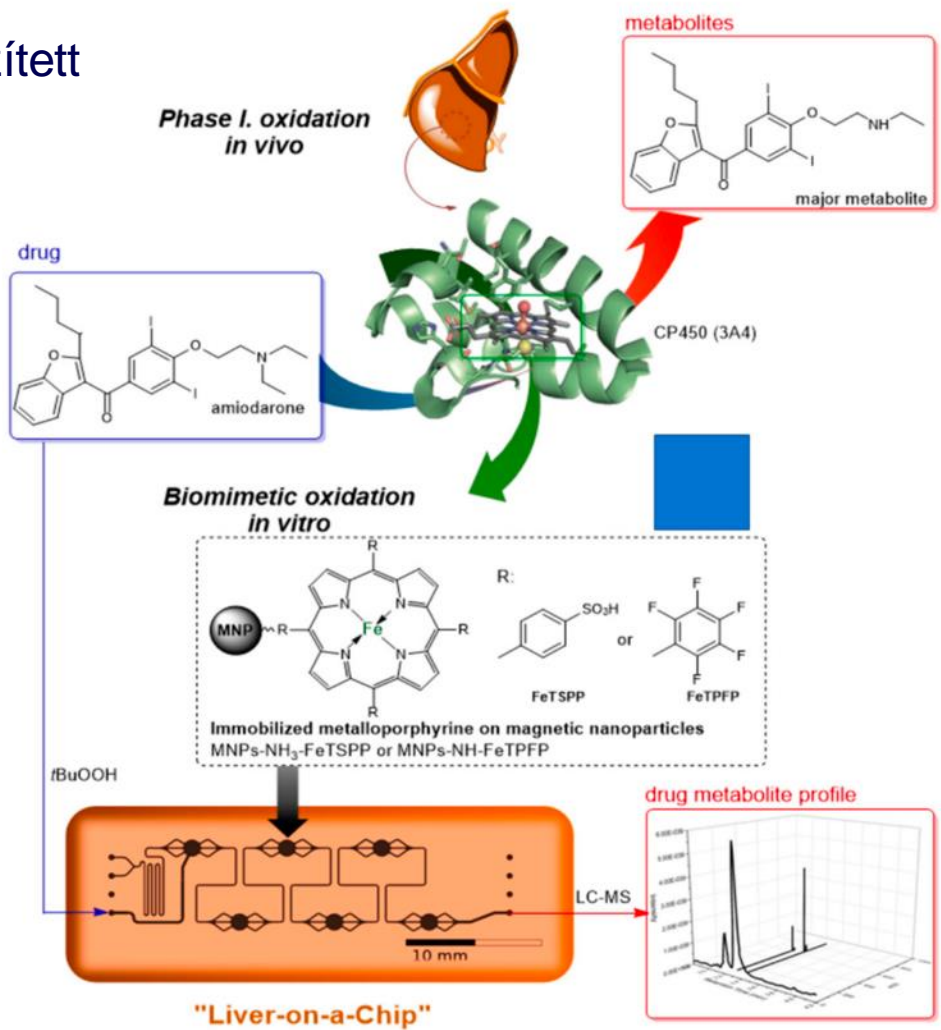 zített
metabolites
Phase I. oxidation
in vivo
I
O
O
NH
I
O
major metabolite
drug
CP450 (3A4)
I
O
O
N
I
O
amiodarone
Biomimetic oxidation
in vitro
R
R:
N
N
SO3H
F
F
MNP
R
Fe
R
or
F
N
N
F
F
R
FeTSPP
FeTPFP
Immobilized metalloporphyrine on magnetic nanoparticles
MNPs-NH3-FeTSPP or MNPs-NH-FeTPFP
tBuOOH
drug metabolite profile
LC-MS
10 mm
"Liver-on-a-Chip"